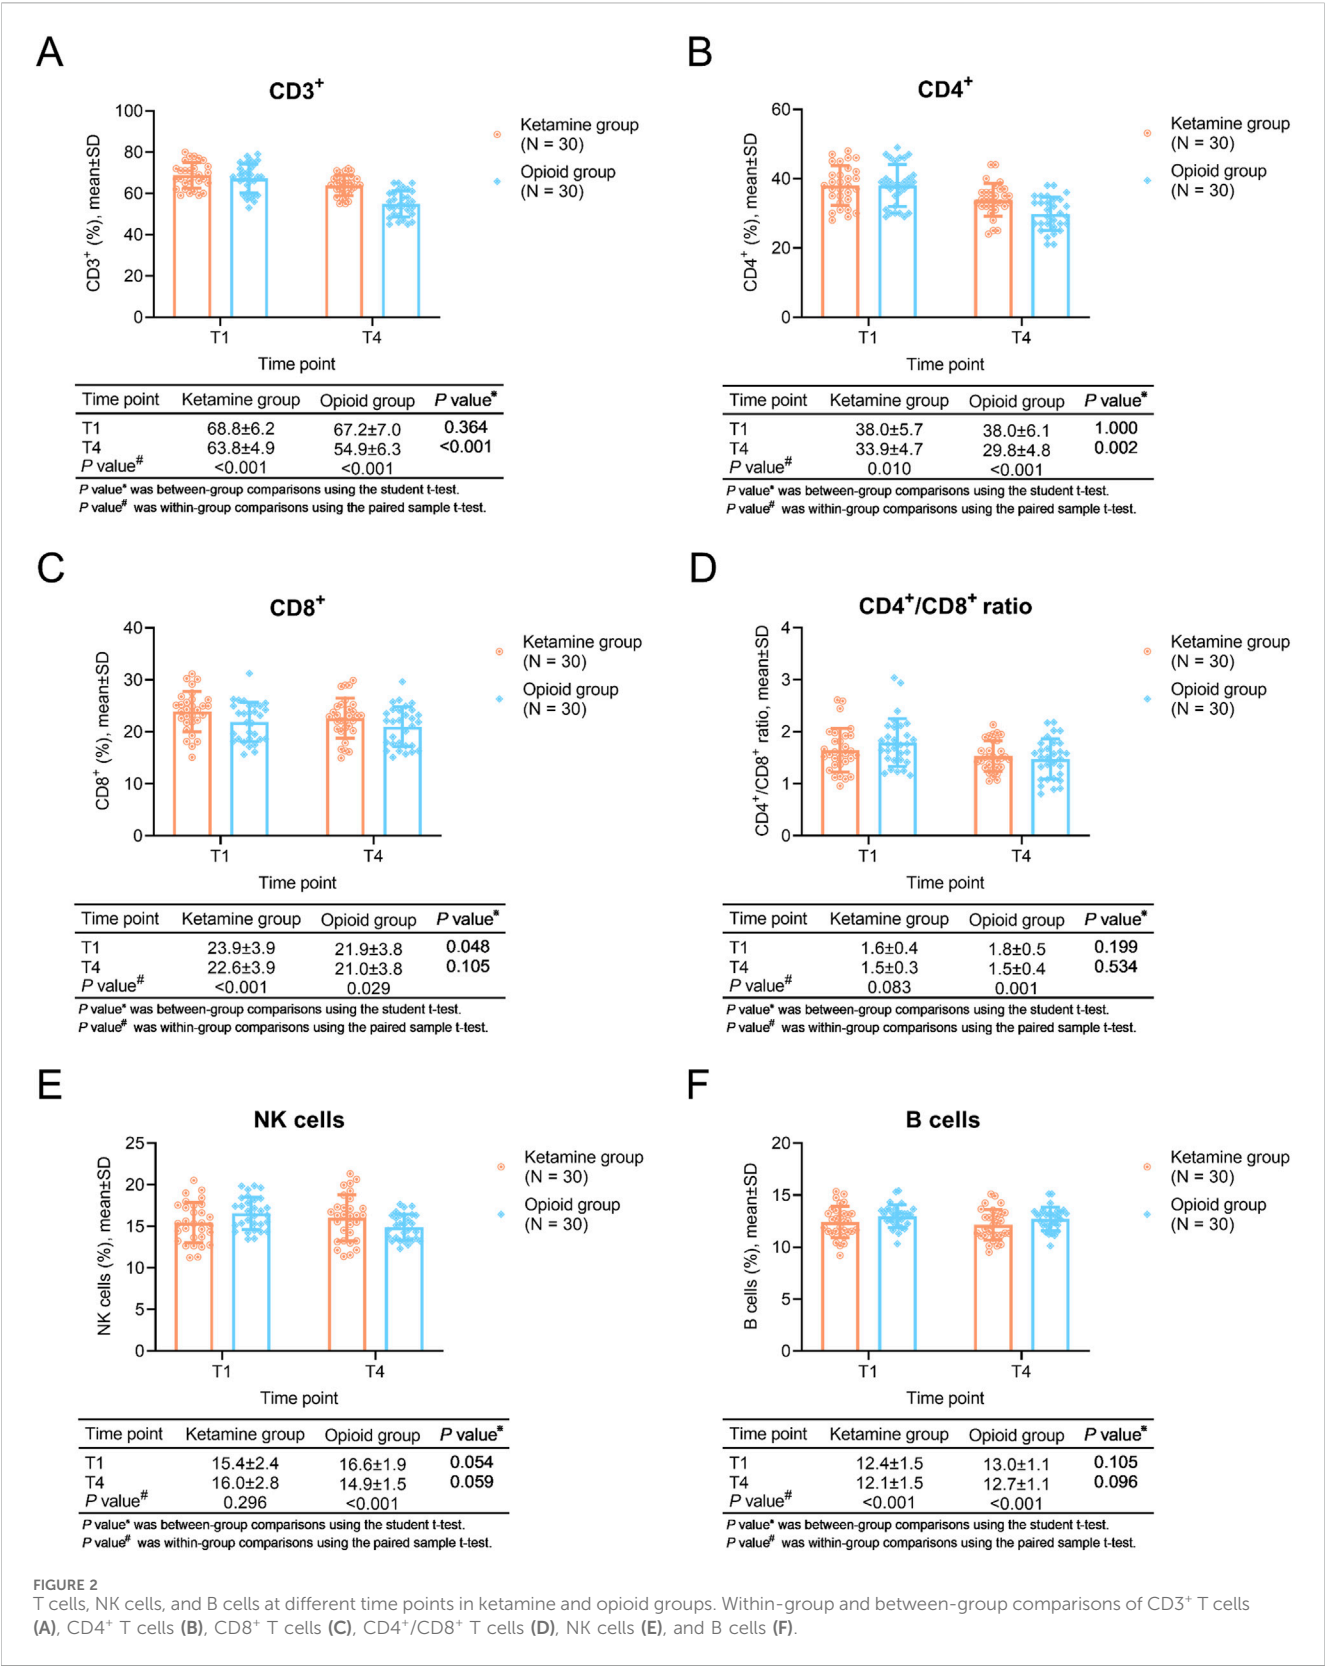 A
CD3⁺
CD3⁺ (%), mean±SD
100
80
60
40
20
0
T1 T4
Time point
Ketamine group
(N = 30)
Opioid group
(N = 30)
Time point Ketamine group Opioid group P value*
T1 68.8±6.2 67.2±7.0 0.364
T4 63.8±4.9 54.9±6.3 <0.001
P value# <0.001 <0.001
P value* was between-group comparisons using the student t-test.
P value# was within-group comparisons using the paired sample t-test.
B
CD4⁺
CD4⁺ (%), mean±SD
60
40
20
0
T1 T4
Time point
Ketamine group
(N = 30)
Opioid group
(N = 30)
Time point Ketamine group Opioid group P value*
T1 38.0±5.7 38.0±6.1 1.000
T4 33.9±4.7 29.8±4.8 0.002
P value# 0.010 <0.001
P value* was between-group comparisons using the student t-test.
P value# was within-group comparisons using the paired sample t-test.
C
CD8⁺
CD8⁺ (%), mean±SD
40
30
20
10
0
T1 T4
Time point
Ketamine group
(N = 30)
Opioid group
(N = 30)
Time point Ketamine group Opioid group P value*
T1 23.9±3.9 21.9±3.8 0.048
T4 22.6±3.9 21.0±3.8 0.105
P value# <0.001 0.029
P value* was between-group comparisons using the student t-test.
P value# was within-group comparisons using the paired sample t-test.
D
CD4⁺/CD8⁺ ratio
CD4⁺/CD8⁺ ratio, mean±SD
4
3
2
1
0
T1 T4
Time point
Ketamine group
(N = 30)
Opioid group
(N = 30)
Time point Ketamine group Opioid group P value*
T1 1.6±0.4 1.8±0.5 0.199
T4 1.5±0.3 1.5±0.4 0.534
P value# 0.083 0.001
P value* was between-group comparisons using the student t-test.
P value# was within-group comparisons using the paired sample t-test.
E
NK cells
NK cells (%), mean±SD
25
20
15
10
5
0
T1 T4
Time point
Ketamine group
(N = 30)
Opioid group
(N = 30)
Time point Ketamine group Opioid group P value*
T1 15.4±2.4 16.6±1.9 0.054
T4 16.0±2.8 14.9±1.5 0.059
P value# 0.296 <0.001
P value* was between-group comparisons using the student t-test.
P value# was within-group comparisons using the paired sample t-test.
F
B cells
B cells (%), mean±SD
20
15
10
5
0
T1 T4
Time point
Ketamine group
(N = 30)
Opioid group
(N = 30)
Time point Ketamine group Opioid group P value*
T1 12.4±1.5 13.0±1.1 0.105
T4 12.1±1.5 12.7±1.1 0.096
P value# <0.001 <0.001
P value* was between-group comparisons using the student t-test.
P value# was within-group comparisons using the paired sample t-test.
FIGURE 2
T cells, NK cells, and B cells at different time points in ketamine and opioid groups. Within-group and between-group comparisons of CD3⁺ T cells
(A), CD4⁺ T cells (B), CD8⁺ T cells (C), CD4⁺/CD8⁺ T cells (D), NK cells (E), and B cells (F).